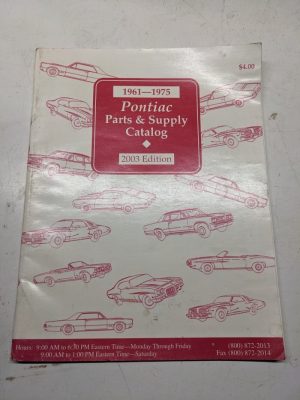 $4.00
1961—1975
Pontiac
Parts & Supply
Catalog
2003 Edition
Hours: 9:00 AM to 6:30 PM Eastern Time—Monday Through Friday (800) 872-2013
9:00 AM to 1:00 PM Eastern Time—Saturday Fax (800) 872-2014